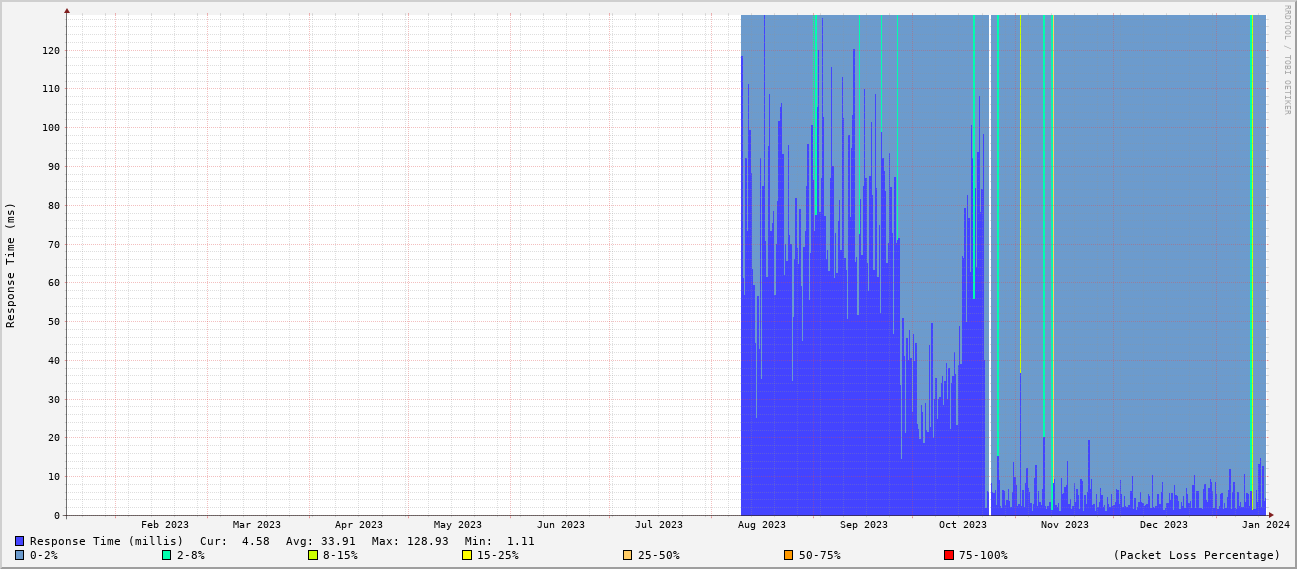 RRDTOOL / TOBI OETIKER
Response Time (ms)
120
110
100
90
80
70
60
50
40
30
20
10
0
Feb 2023 Mar 2023 Apr 2023 May 2023 Jun 2023 Jul 2023 Aug 2023 Sep 2023 Oct 2023 Nov 2023 Dec 2023 Jan 2024
Response Time (millis) Cur: 4.58 Avg: 33.91 Max: 128.93 Min: 1.11
0-2% 2-8% 8-15% 15-25% 25-50% 50-75% 75-100% (Packet Loss Percentage)